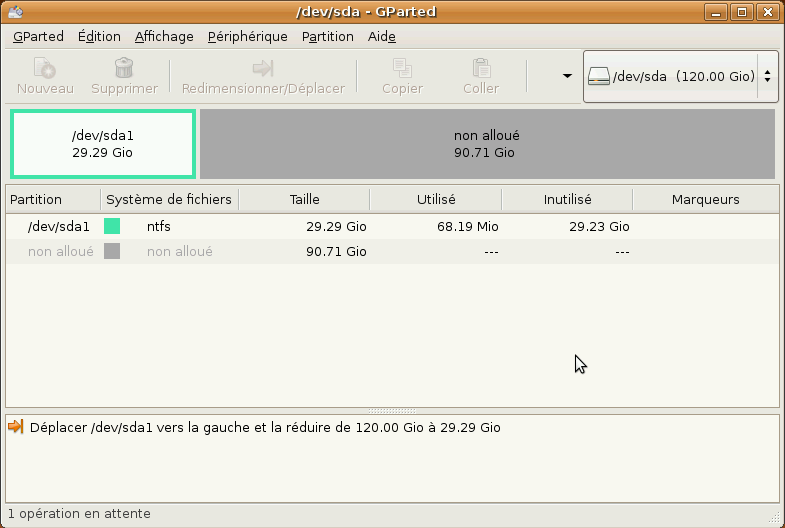 /dev/sda - GParted
GParted Édition Affichage Périphérique Partition Aide
Nouveau Supprimer Redimensionner/Déplacer Copier Coller /dev/sda (120.00 Gio)
/dev/sda1
29.29 Gio
non alloué
90.71 Gio
Partition Système de fichiers Taille Utilisé Inutilisé Marqueurs
/dev/sda1 ntfs 29.29 Gio 68.19 Mio 29.23 Gio
non alloué non alloué 90.71 Gio --- ---
Déplacer /dev/sda1 vers la gauche et la réduire de 120.00 Gio à 29.29 Gio
1 opération en attente